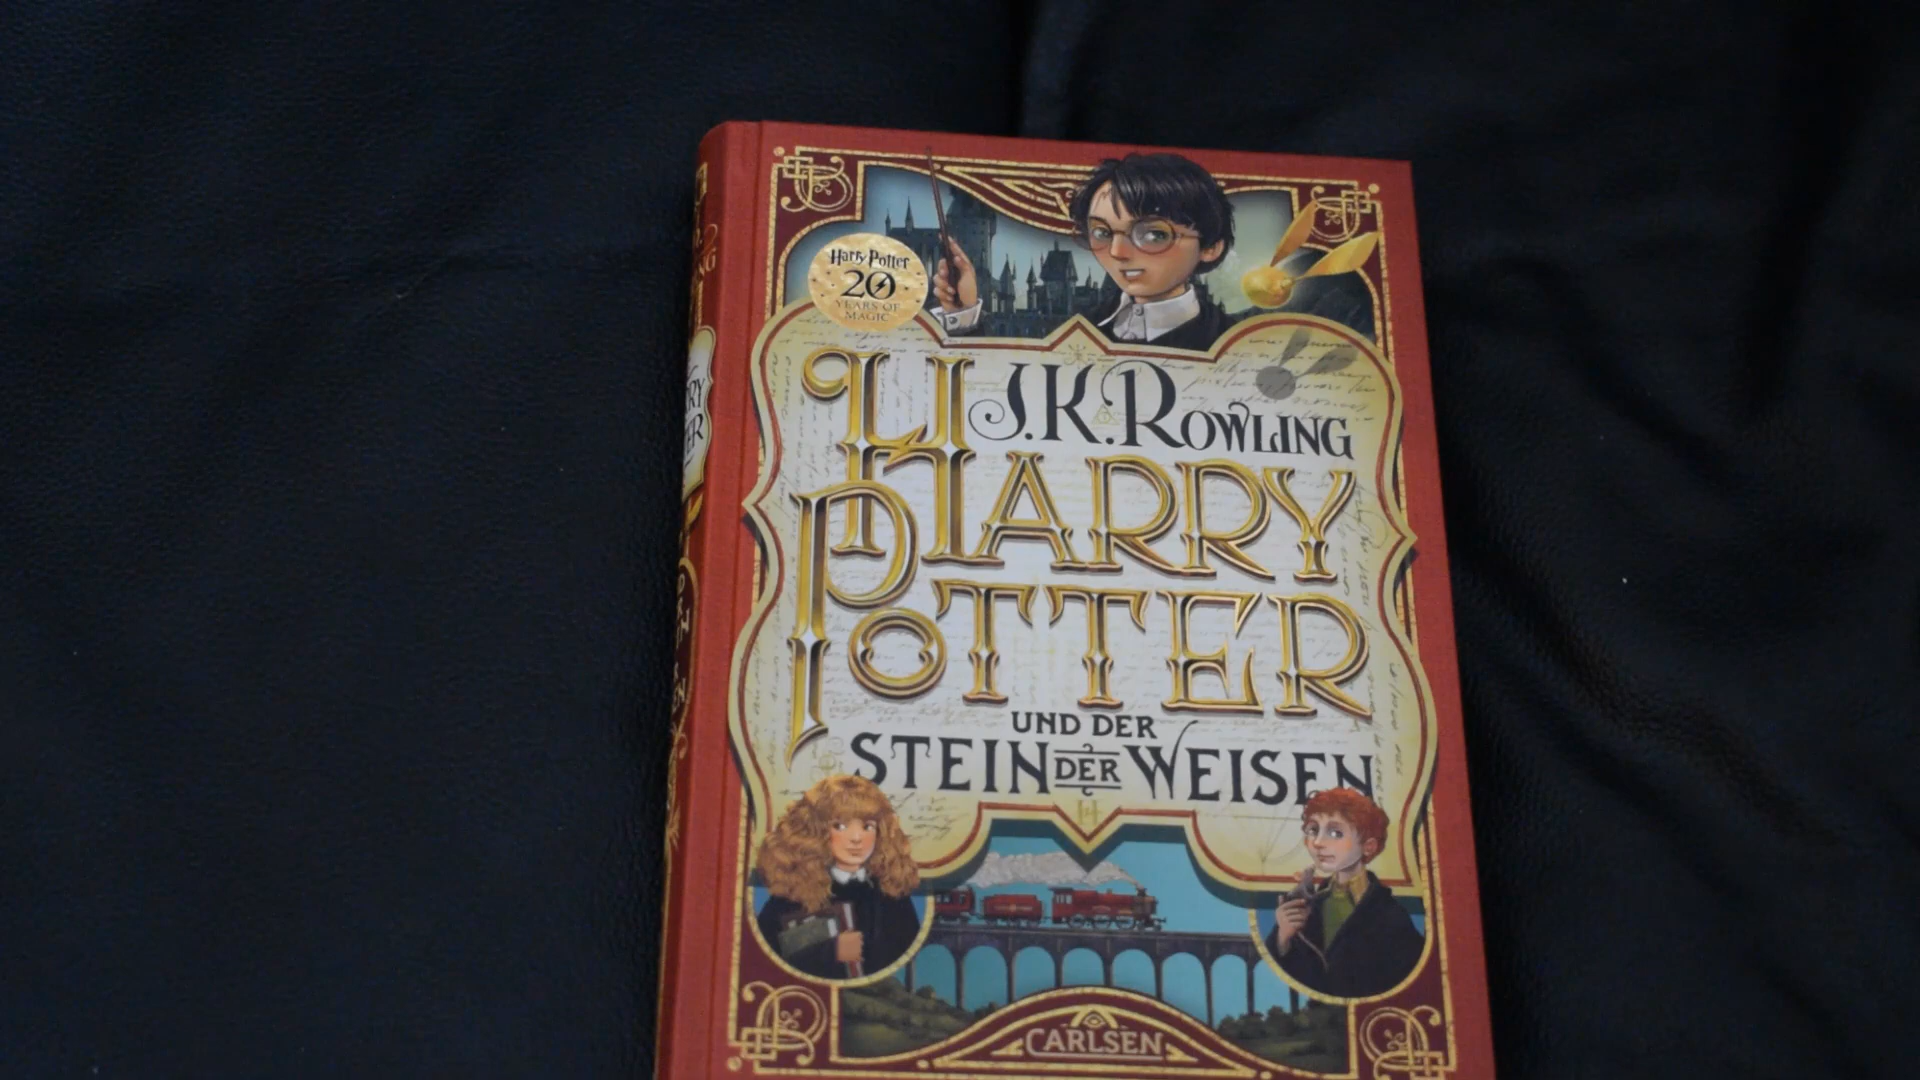 Harry Potter
20
YEARS OF
MAGIC
J.K. ROWLING
HARRY
POTTER
UND DER
STEIN DER WEISEN
CARLSEN